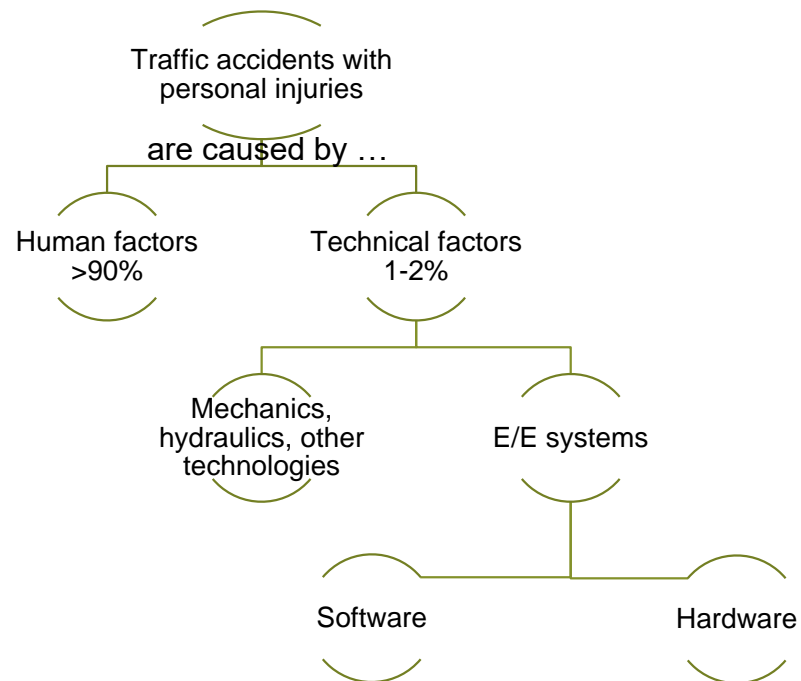 Traffic accidents with
personal injuries
are caused by …
Human factors
>90%
Technical factors
1-2%
Mechanics,
hydraulics, other
technologies
E/E systems
Software
Hardware